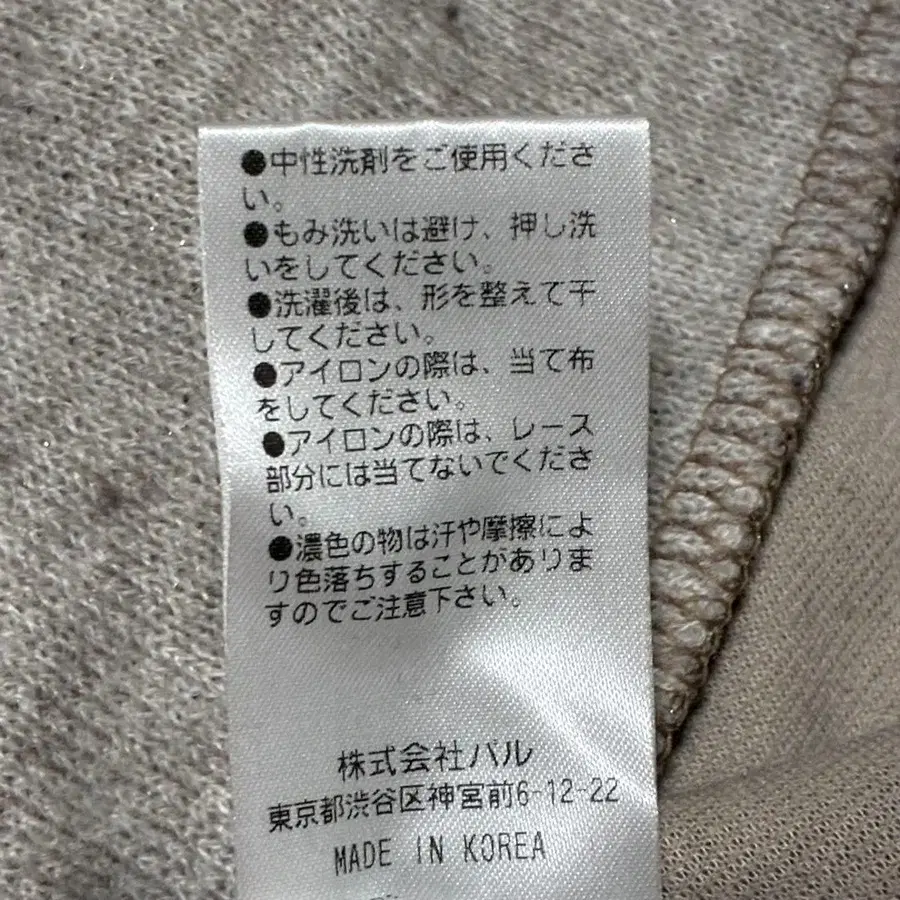 ●中性洗剤をご使用くださ
い。
●もみ洗いは避け、押し洗
いをしてください。
●洗濯後は、形を整えて干
してください。
●アイロンの際は、当て布
をしてください。
●アイロンの際は、レース
部分には当てないでくださ
い。
●濃色の物は汗や摩擦によ
り色落ちすることがありま
すのでご注意下さい。
株式会社パル
東京都渋谷区神宮前6-12-22
MADE IN KOREA